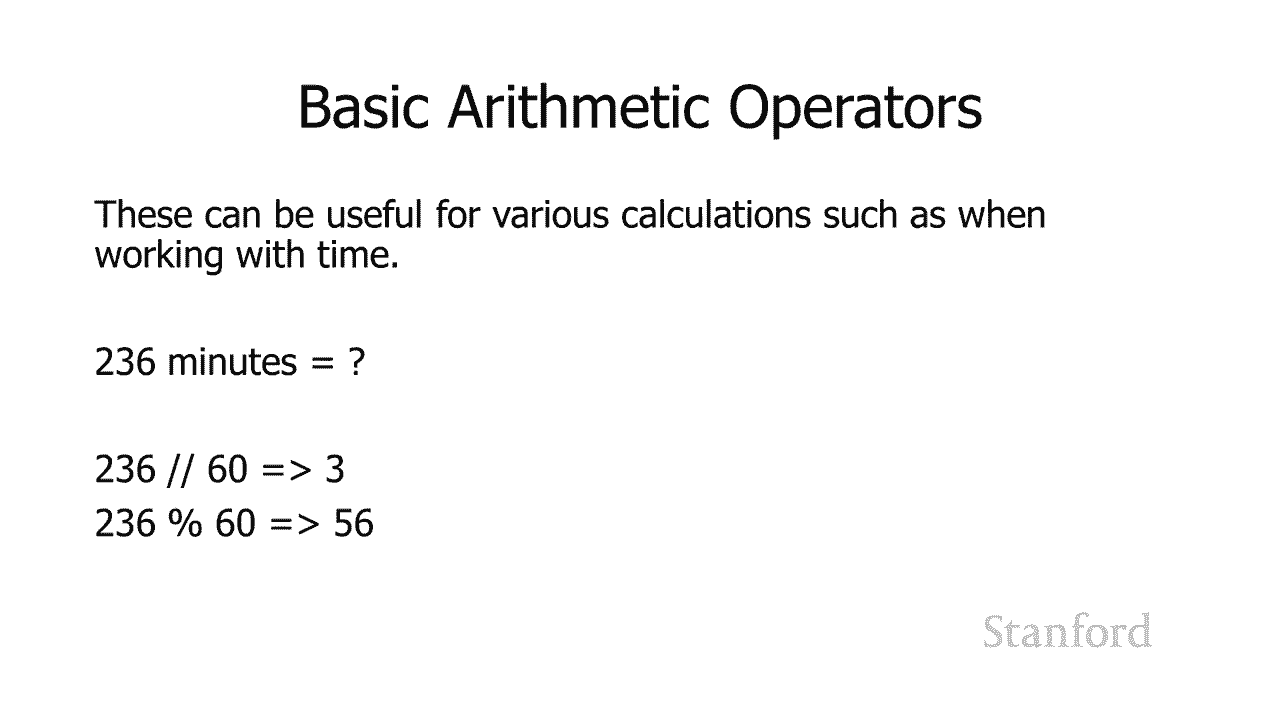 Basic Arithmetic Operators
These can be useful for various calculations such as when
working with time.
236 minutes = ?
236 // 60 => 3
236 % 60 => 56
Stanford